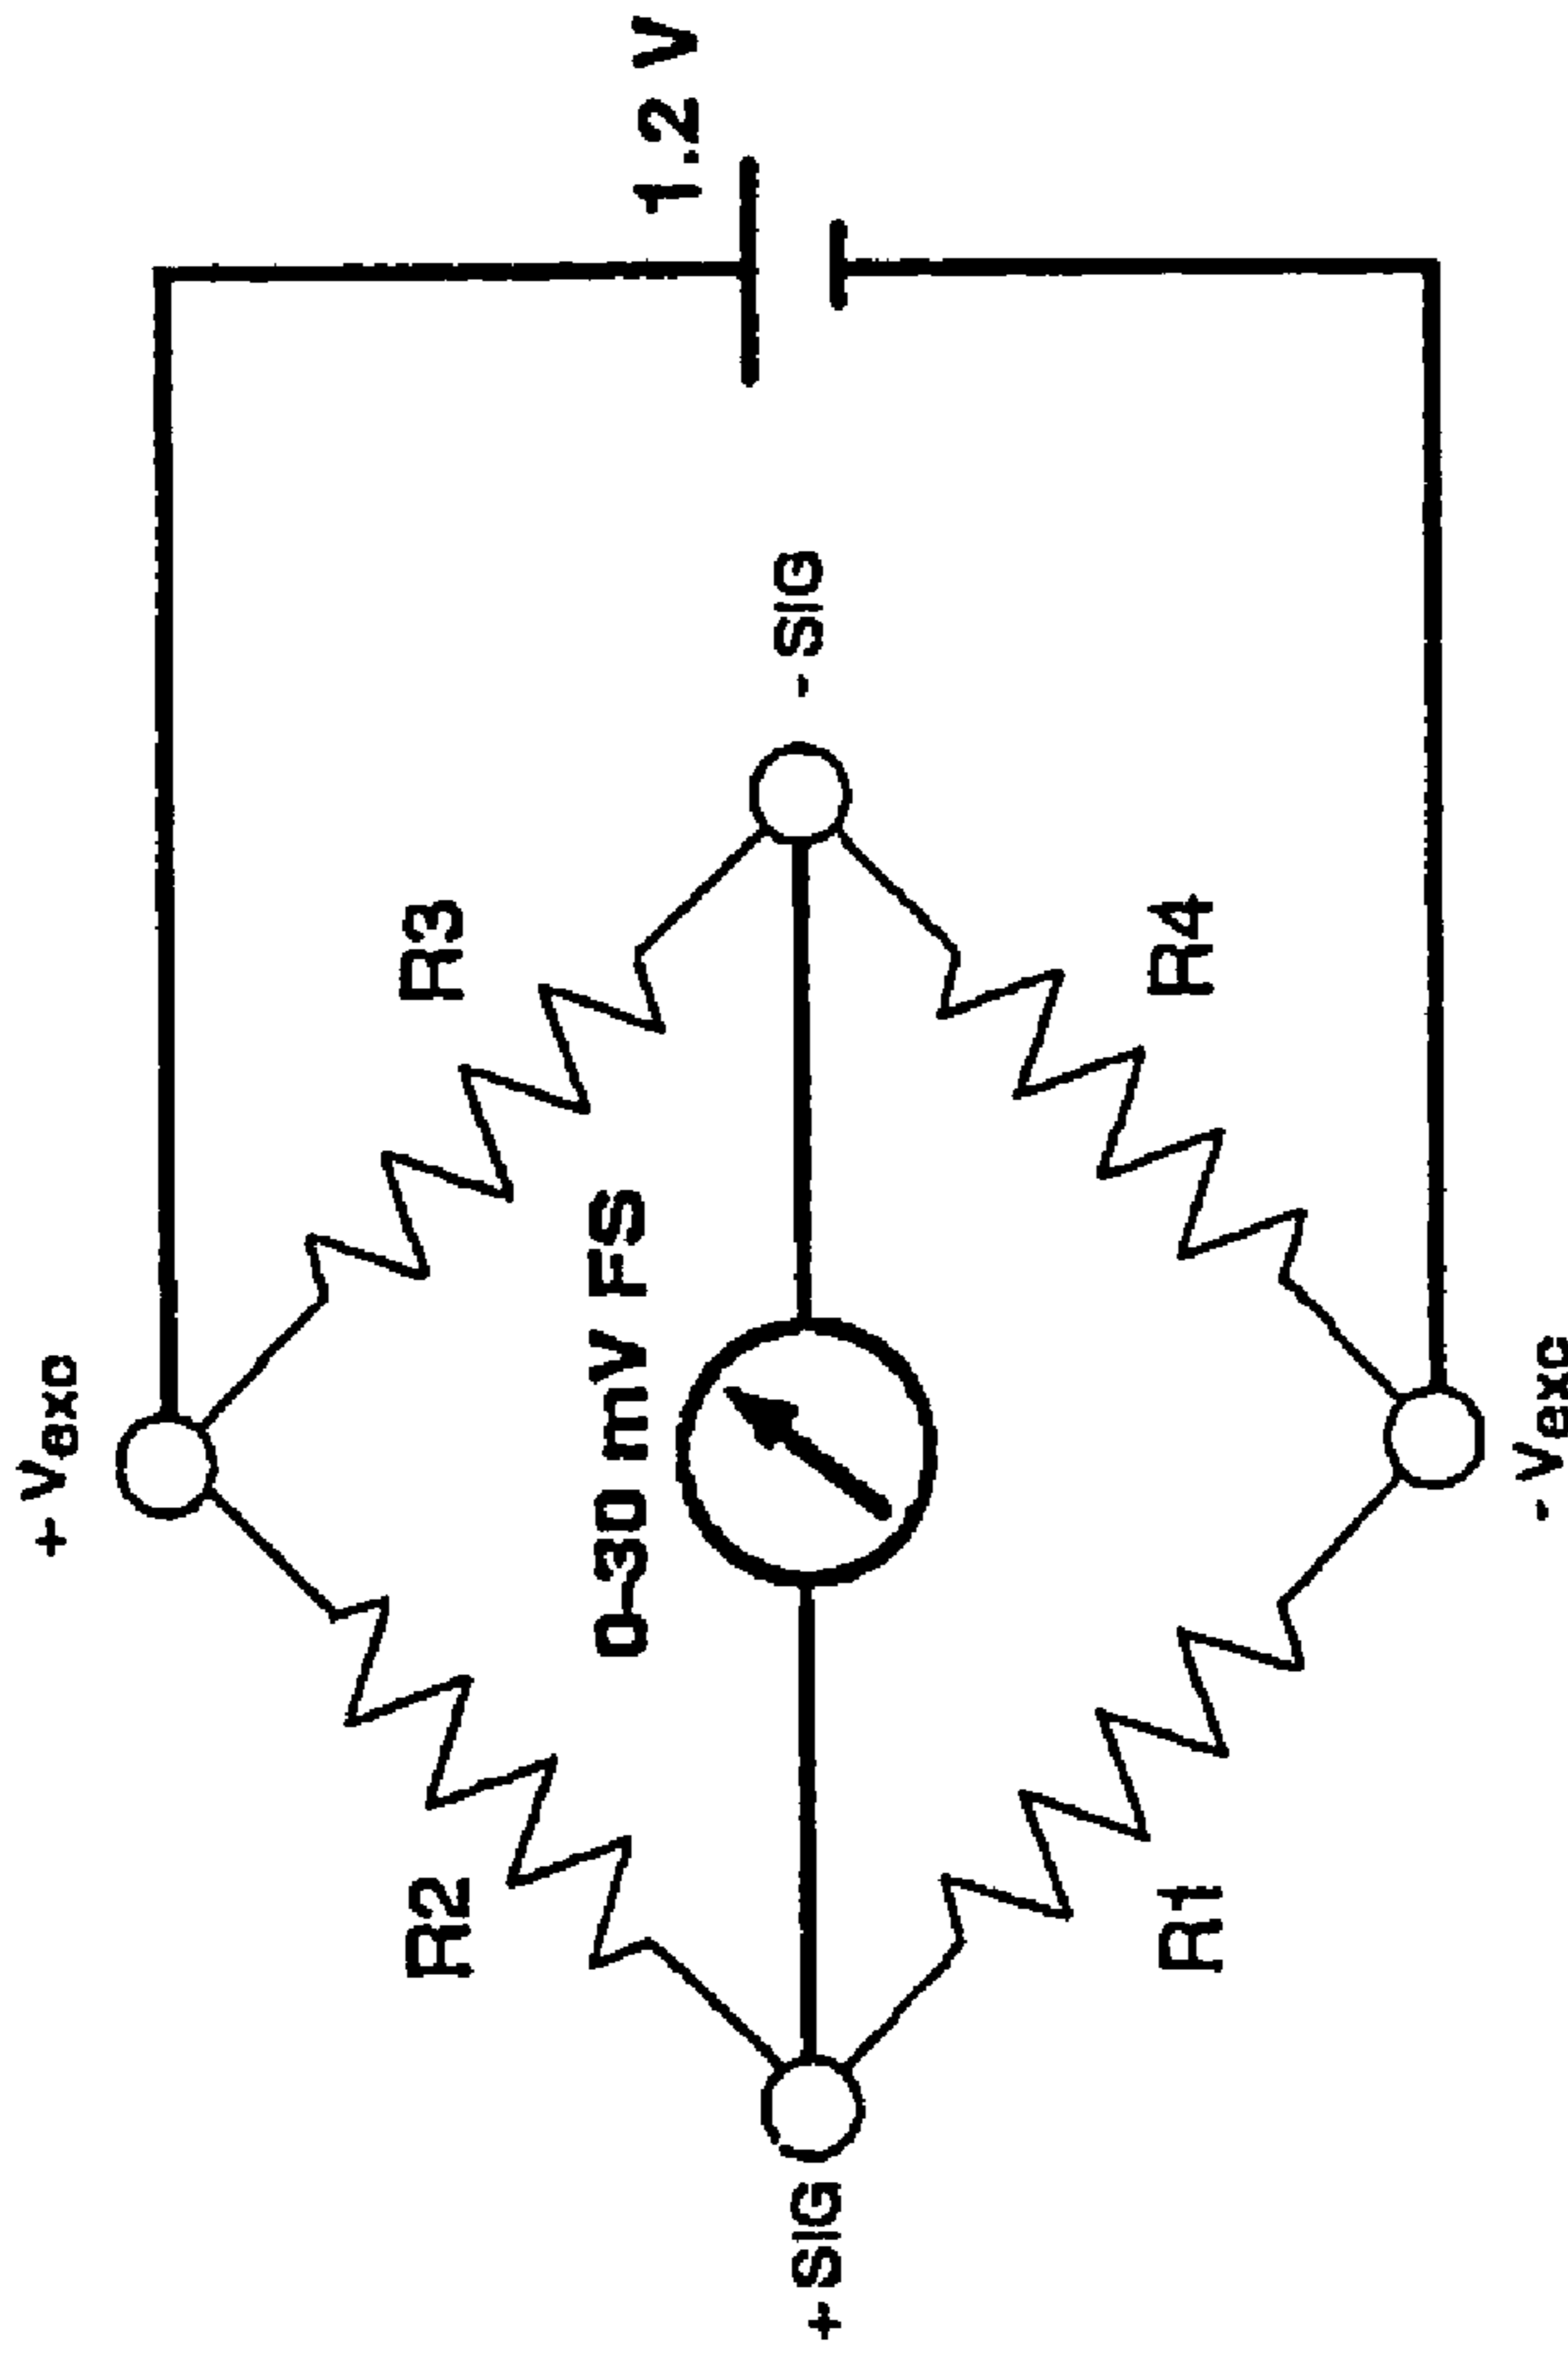 + Vexc
R2
R3
0-30 mV FS
1.2 V
+SIG
- SIG
R1
R4
- Vexc